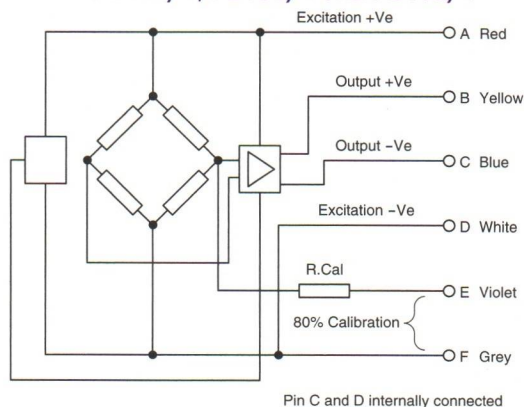 Excitation +Ve
A Red
Output +Ve
B Yellow
Output −Ve
C Blue
Excitation −Ve
D White
R.Cal
E Violet
80% Calibration
F Grey
Pin C and D internally connected